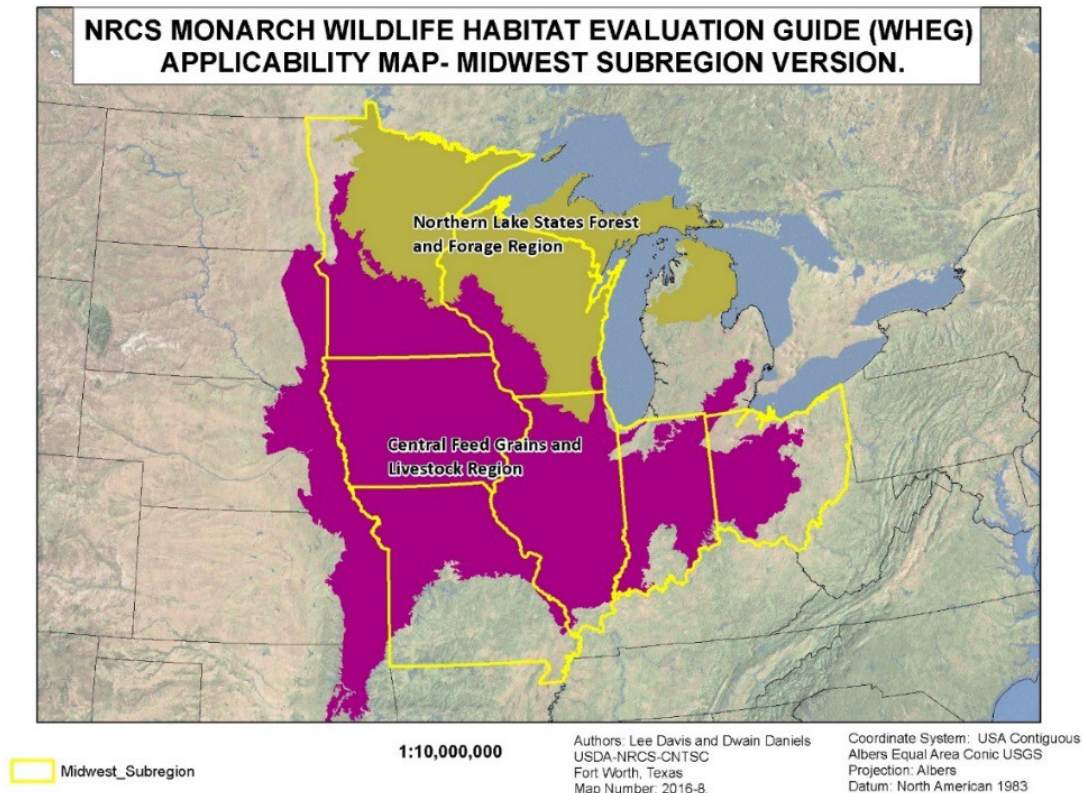 NRCS MONARCH WILDLIFE HABITAT EVALUATION GUIDE (WHEG)
APPLICABILITY MAP- MIDWEST SUBREGION VERSION.
Northern Lake States Forest
and Forage Region
Central Feed Grains and
Livestock Region
Midwest_Subregion
1:10,000,000
Authors: Lee Davis and Dwain Daniels
USDA-NRCS-CNTSC
Fort Worth, Texas
Map Number: 2016-8
Coordinate System: USA Contiguous
Albers Equal Area Conic USGS
Projection: Albers
Datum: North American 1983